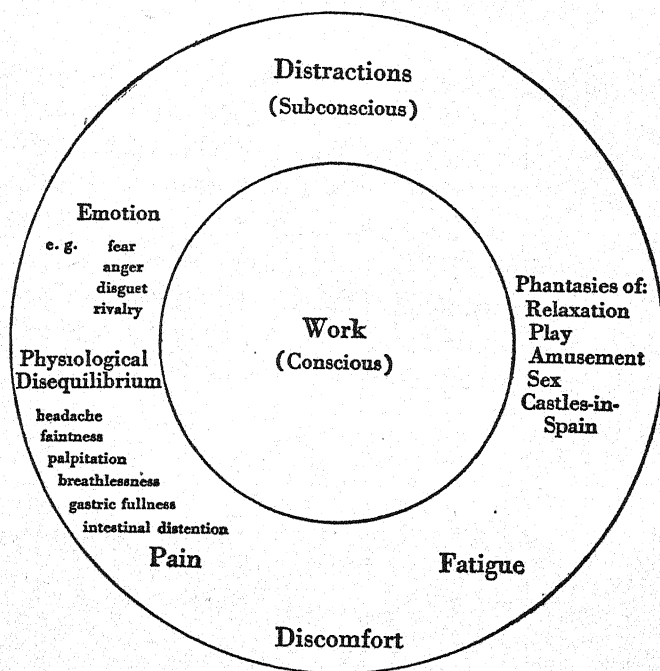 Distractions
(Subconscious)
Emotion
e. g. fear
anger
disguet
rivalry
Phantasies of:
Relaxation
Play
Amusement
Sex
Castles-in-
Spain
Work
(Conscious)
Physiological
Disequilibrium
headache
faintness
palpitation
breathlessness
gastric fullness
intestinal distention
Pain
Fatigue
Discomfort